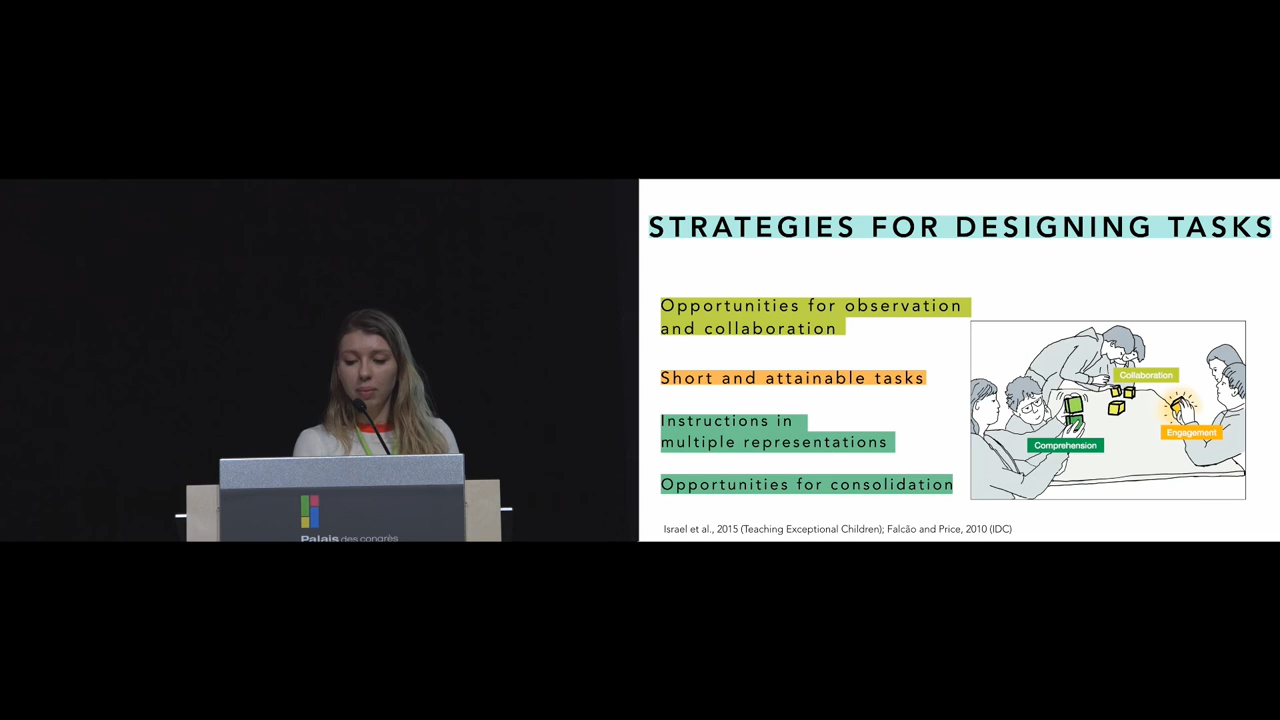 STRATEGIES FOR DESIGNING TASKS
Opportunities for observation
and collaboration
Short and attainable tasks
Instructions in
multiple representations
Opportunities for consolidation
Collaboration
Engagement
Comprehension
Israel et al., 2015 (Teaching Exceptional Children); Falcão and Price, 2010 (IDC)
Palais des congrès